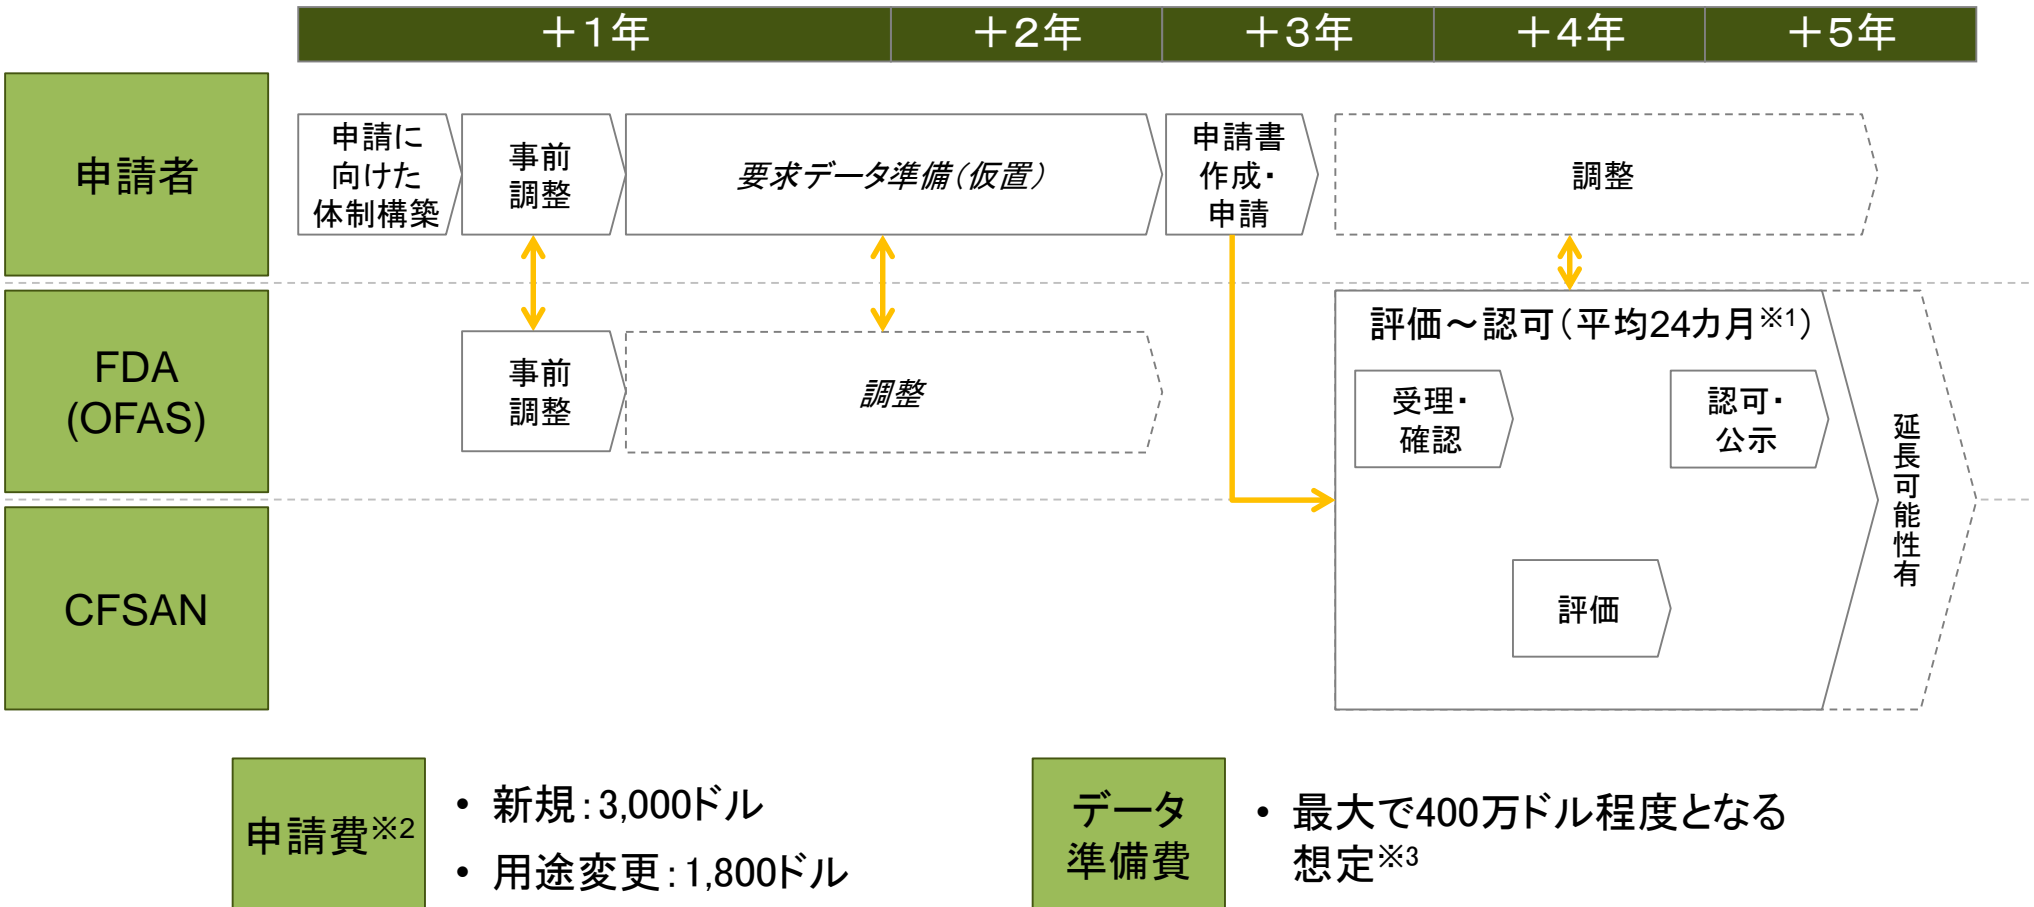 ＋1年
＋2年
＋3年
＋4年
＋5年
申請者
申請に
向けた
体制構築
事前
調整
要求データ準備（仮置）
申請書
作成・
申請
調整
FDA
(OFAS)
事前
調整
調整
評価～認可（平均24カ月※1）
受理・
確認
認可・
公示
延長可能性有
CFSAN
評価
申請費※2
• 新規：3,000ドル
• 用途変更：1,800ドル
データ
準備費
• 最大で400万ドル程度となる
想定※3